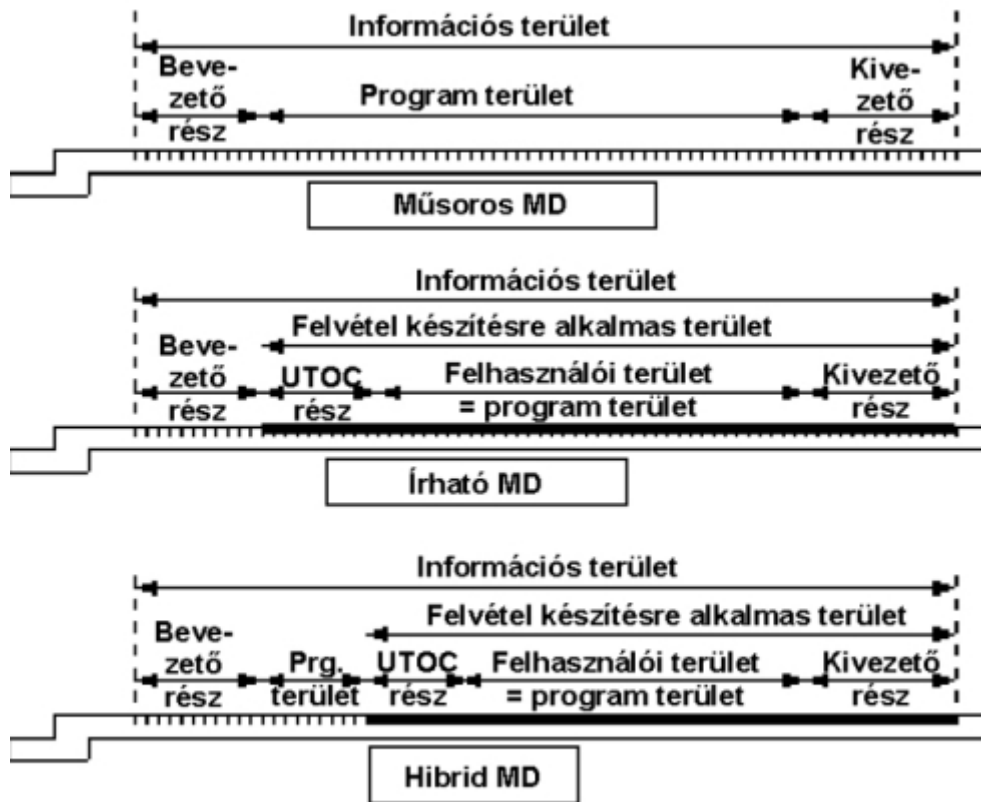 Információs terület
Beve-
zető
rész
Program terület
Kive-
zető
rész
Műsoros MD
Információs terület
Felvétel készítésre alkalmas terület
Beve-
zető
rész
UTOC
rész
Felhasználói terület
= program terület
Kivezető
rész
Írható MD
Információs terület
Felvétel készítésre alkalmas terület
Beve-
zető
rész
Prg.
terület
UTOC
rész
Felhasználói terület
= program terület
Kivezető
rész
Hibrid MD